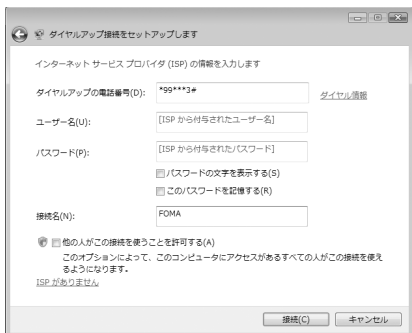 ダイヤルアップ接続をセットアップします
インターネット サービス プロバイダ (ISP) の情報を入力します
ダイヤルアップの電話番号(D): *99***3# ダイヤル情報
ユーザー名(U): [ISP から付与されたユーザー名]
パスワード(P): [ISP から付与されたパスワード]
パスワードの文字を表示する(S)
このパスワードを記憶する(R)
接続名(N): FOMA
他の人がこの接続を使うことを許可する(A)
このオプションによって、このコンピュータにアクセスがあるすべての人がこの接続を使え
るようになります。
ISP がありません
接続(C) キャンセル